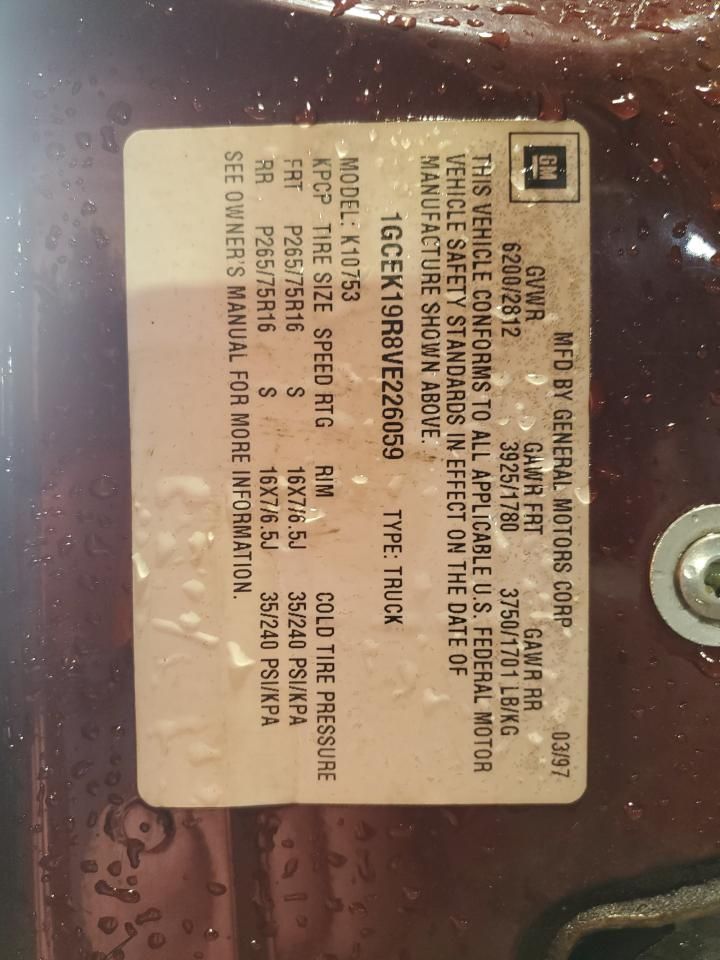 GM
MFD BY GENERAL MOTORS CORP 03/97
GVWR GAWR FRT GAWR RR
6200/2812 3925/1780 3750/1701 LB/KG
THIS VEHICLE CONFORMS TO ALL APPLICABLE U.S. FEDERAL MOTOR
VEHICLE SAFETY STANDARDS IN EFFECT ON THE DATE OF
MANUFACTURE SHOWN ABOVE.
1GCEK19R8VE226059 TYPE: TRUCK
MODEL: K10753
KPCP TIRE SIZE SPEED RTG RIM COLD TIRE PRESSURE
FRT P265/75R16 S 16X7/6.5J 35/240 PSI/KPA
RR P265/75R16 S 16X7/6.5J 35/240 PSI/KPA
SEE OWNER'S MANUAL FOR MORE INFORMATION.